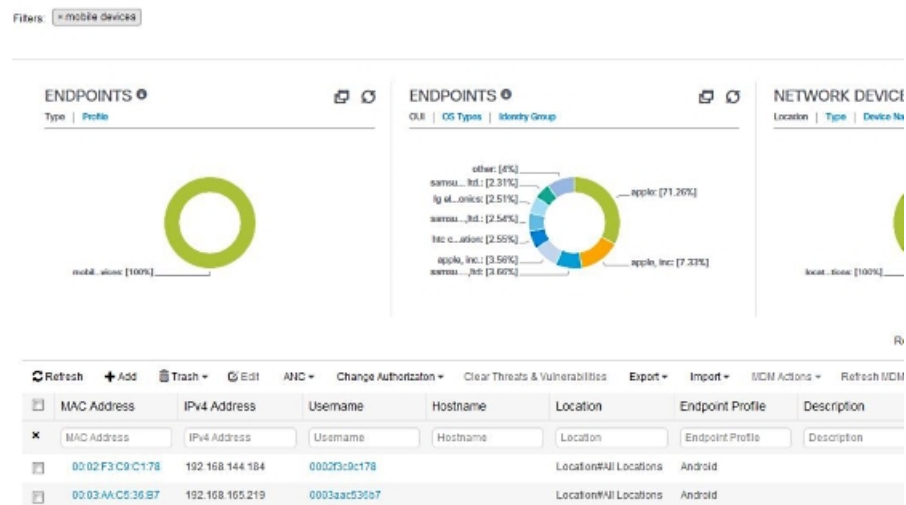 Filters: × mobile devices
ENDPOINTS
Type | Profile
mobil...vices: [100%]
ENDPOINTS
OUI | OS Types | Identity Group
other: [4%]
samsu... ltd.: [2.31%]
lg el...onics: [2.51%]
samsu...,ltd.: [2.54%]
htc c...ation: [2.55%]
apple, inc.: [3.56%]
samsu...,ltd: [3.66%]
apple: [71.26%]
apple, inc: [7.33%]
NETWORK DEVICE
Location | Type | Device Na
locat...tions: [100%]
R
Refresh Add Trash Edit ANC Change Authorizaton Clear Threats & Vulnerabilities Export Import MDM Actions Refresh MDM
MAC Address IPv4 Address Username Hostname Location Endpoint Profile Description
× MAC Address IPv4 Address Username Hostname Location Endpoint Profile Description
00:02:F3:C9:C1:78 192.168.144.184 0002f3c9c178 Location#All Locations Android
00:03:AA:C5:36:B7 192.168.165.219 0003aac536b7 Location#All Locations Android